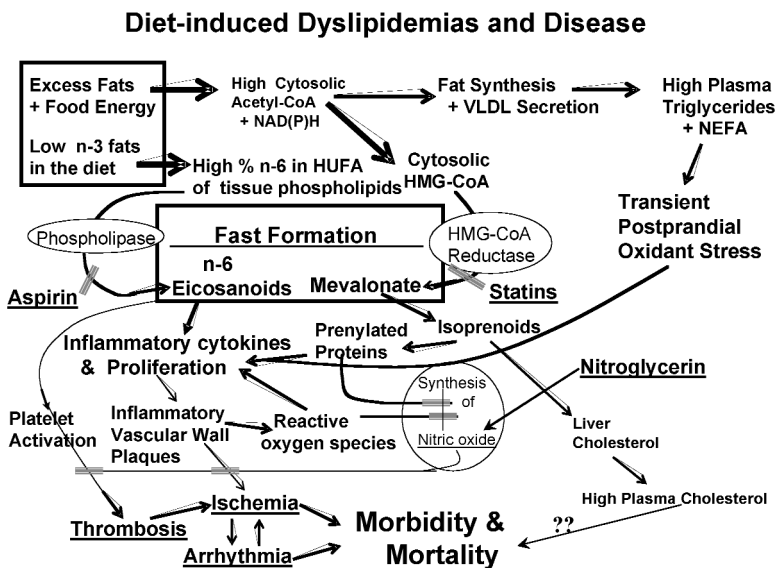 Diet-induced Dyslipidemias and Disease
Excess Fats
+ Food Energy
Low n-3 fats
in the diet
High Cytosolic
Acetyl-CoA
+ NAD(P)H
Fat Synthesis
+ VLDL Secretion
High Plasma
Triglycerides
+ NEFA
High % n-6 in HUFA
of tissue phospholipids
Cytosolic
HMG-CoA
Transient
Postprandial
Oxidant Stress
Phospholipase
Fast Formation
HMG-CoA
Reductase
n-6
Eicosanoids
Mevalonate
Aspirin
Statins
Inflammatory cytokines
& Proliferation
Prenylated
Proteins
Isoprenoids
Nitroglycerin
Synthesis
of
Nitric oxide
Platelet
Activation
Inflammatory
Vascular Wall
Plaques
Reactive
oxygen species
Liver
Cholesterol
High Plasma Cholesterol
Thrombosis
Ischemia
Arrhythmia
Morbidity &
Mortality
??